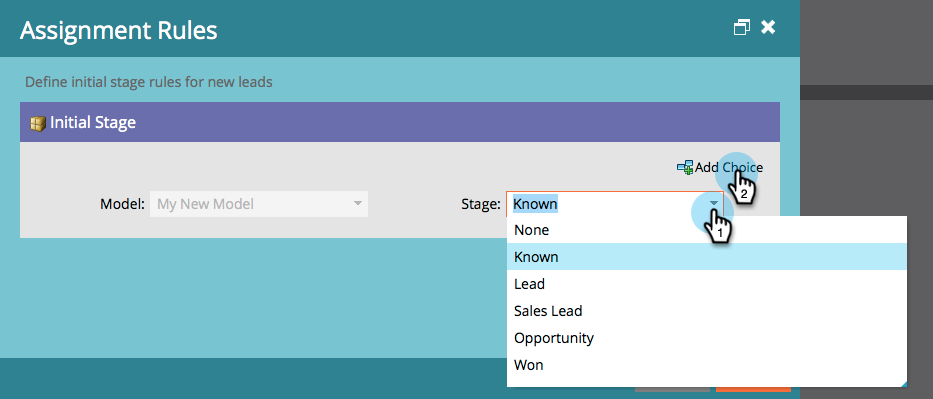 Assignment Rules
Define initial stage rules for new leads
Initial Stage
Add Choice
2
Model: My New Model Stage: Known
1
None
Known
Lead
Sales Lead
Opportunity
Won